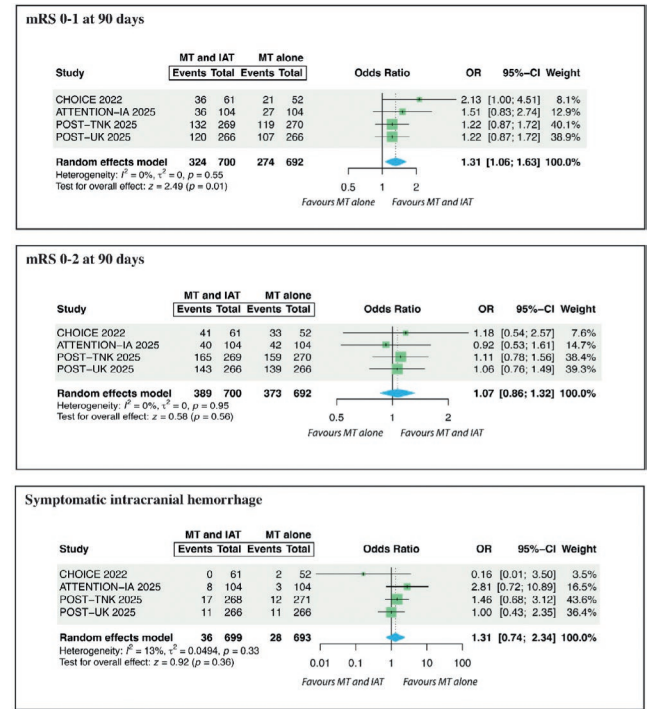 mRS 0-1 at 90 days
MT and IAT MT alone
Study Events Total Events Total Odds Ratio OR 95%-CI Weight
CHOICE 2022 36 61 21 52 2.13 [1.00; 4.51] 8.1%
ATTENTION-IA 2025 36 104 27 104 1.51 [0.83; 2.74] 12.9%
POST-TNK 2025 132 269 119 270 1.22 [0.87; 1.72] 40.1%
POST-UK 2025 120 266 107 266 1.22 [0.87; 1.72] 38.9%
Random effects model 324 700 274 692 1.31 [1.06; 1.63] 100.0%
Heterogeneity: I² = 0%, τ² = 0, p = 0.55
Test for overall effect: z = 2.49 (p = 0.01)
0.5 1 2
Favours MT alone Favours MT and IAT
mRS 0-2 at 90 days
MT and IAT MT alone
Study Events Total Events Total Odds Ratio OR 95%-CI Weight
CHOICE 2022 41 61 33 52 1.18 [0.54; 2.57] 7.6%
ATTENTION-IA 2025 40 104 42 104 0.92 [0.53; 1.61] 14.7%
POST-TNK 2025 165 269 159 270 1.11 [0.78; 1.56] 38.4%
POST-UK 2025 143 266 139 266 1.06 [0.76; 1.49] 39.3%
Random effects model 389 700 373 692 1.07 [0.86; 1.32] 100.0%
Heterogeneity: I² = 0%, τ² = 0, p = 0.95
Test for overall effect: z = 0.58 (p = 0.56)
0.5 1 2
Favours MT alone Favours MT and IAT
Symptomatic intracranial hemorrhage
MT and IAT MT alone
Study Events Total Events Total Odds Ratio OR 95%-CI Weight
CHOICE 2022 0 61 2 52 0.16 [0.01; 3.50] 3.5%
ATTENTION-IA 2025 8 104 3 104 2.81 [0.72; 10.89] 16.5%
POST-TNK 2025 17 268 12 271 1.46 [0.68; 3.12] 43.6%
POST-UK 2025 11 266 11 266 1.00 [0.43; 2.35] 36.4%
Random effects model 36 699 28 693 1.31 [0.74; 2.34] 100.0%
Heterogeneity: I² = 13%, τ² = 0.0494, p = 0.33
Test for overall effect: z = 0.92 (p = 0.36)
0.01 0.1 1 10 100
Favours MT and IAT Favours MT alone